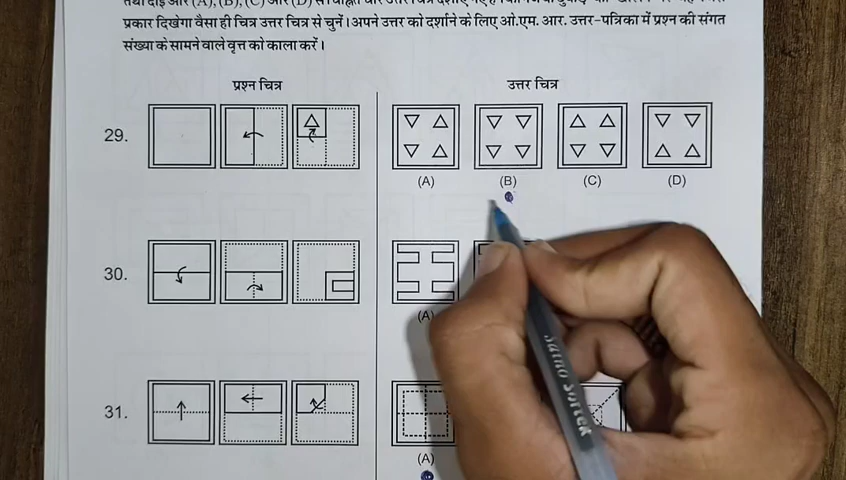 प्रकार दिखेगा वैसा ही चित्र उत्तर चित्र से चुनें। अपने उत्तर को दर्शाने के लिए ओ.एम. आर. उत्तर-पत्रिका में प्रश्न की संगत
संख्या के सामने वाले वृत्त को काला करें।
प्रश्न चित्र
उत्तर चित्र
29.
(A)
(B)
(C)
(D)
30.
(A)
31.
(A)